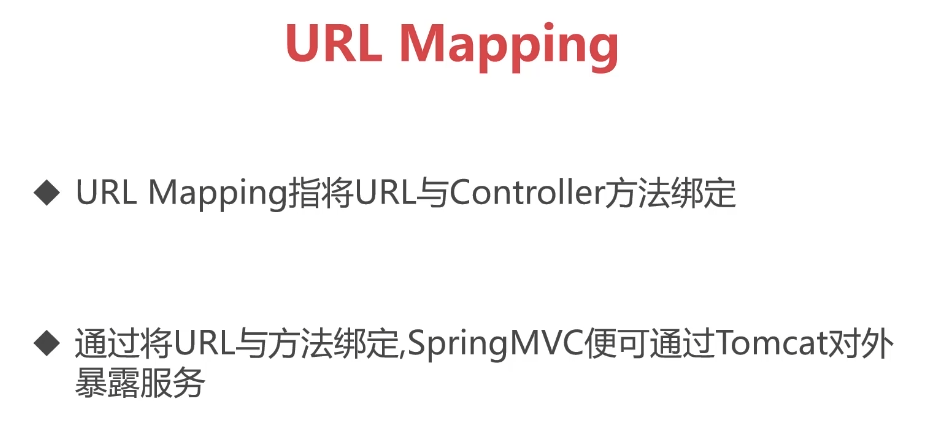 URL Mapping
◆ URL Mapping指将URL与Controller方法绑定
◆ 通过将URL与方法绑定,SpringMVC便可通过Tomcat对外
暴露服务